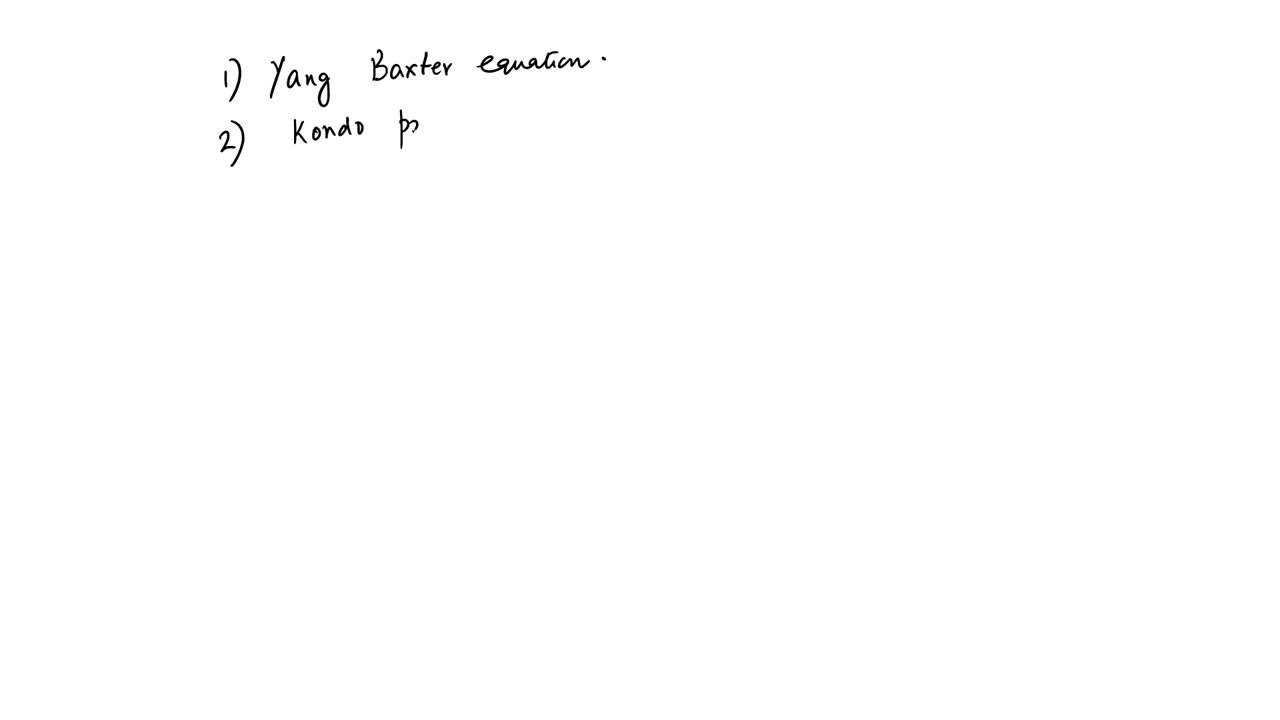 1) Yang Baxter equation.
2) Kondo